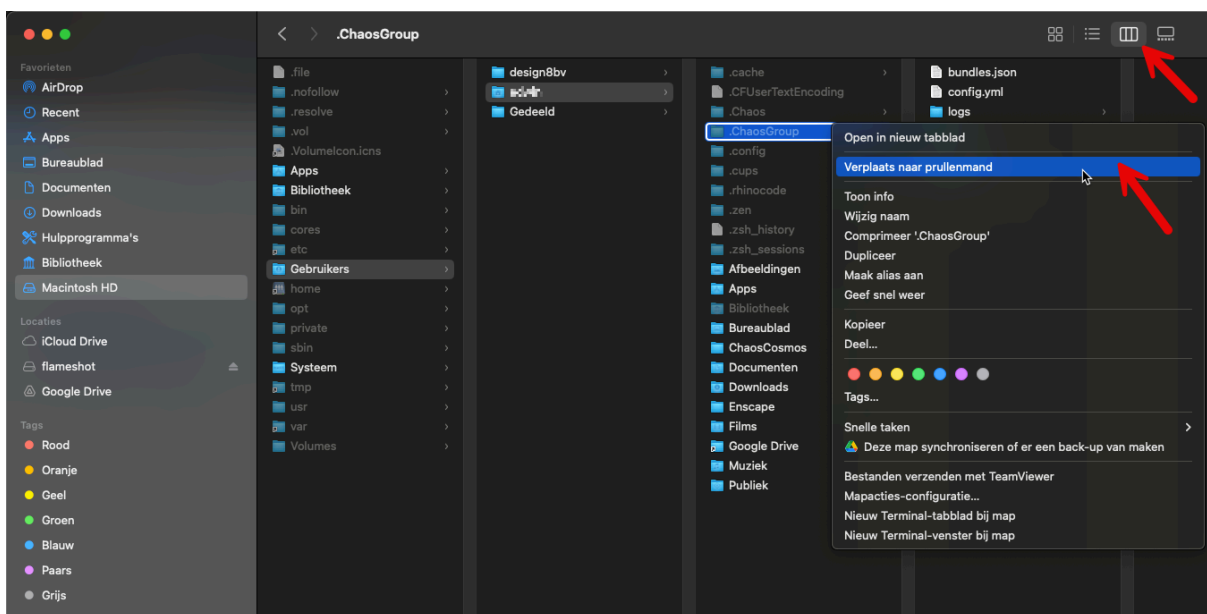 .ChaosGroup
Favorieten
AirDrop
Recent
Apps
Bureaublad
Documenten
Downloads
Hulpprogramma's
Bibliotheek
Macintosh HD
Locaties
iCloud Drive
flameshot
Google Drive
Tags
Rood
Oranje
Geel
Groen
Blauw
Paars
Grijs
.file
.nofollow
.resolve
.vol
.VolumeIcon.icns
Apps
Bibliotheek
bin
cores
etc
Gebruikers
home
opt
private
sbin
Systeem
tmp
usr
var
Volumes
design8bv
Gedeeld
.cache
.CFUserTextEncoding
.Chaos
.ChaosGroup
.config
.cups
.rhinocode
.zen
.zsh_history
.zsh_sessions
Afbeeldingen
Apps
Bibliotheek
Bureaublad
ChaosCosmos
Documenten
Downloads
Enscape
Films
Google Drive
Muziek
Publiek
bundles.json
config.yml
logs
Open in nieuw tabblad
Verplaats naar prullenmand
Toon info
Wijzig naam
Comprimeer '.ChaosGroup'
Dupliceer
Maak alias aan
Geef snel weer
Kopieer
Deel...
Tags...
Snelle taken
Deze map synchroniseren of er een back-up van maken
Bestanden verzenden met TeamViewer
Mapacties-configuratie...
Nieuw Terminal-tabblad bij map
Nieuw Terminal-venster bij map